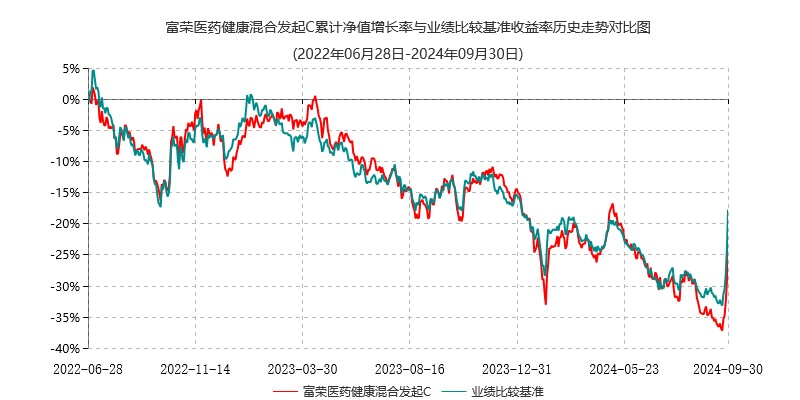 富荣医药健康混合发起C累计净值增长率与业绩比较基准收益率历史走势对比图
(2022年06月28日-2024年09月30日)
5%
0%
-5%
-10%
-15%
-20%
-25%
-30%
-35%
-40%
2022-06-28 2022-11-14 2023-03-30 2023-08-16 2023-12-31 2024-05-23 2024-09-30
富荣医药健康混合发起C 业绩比较基准